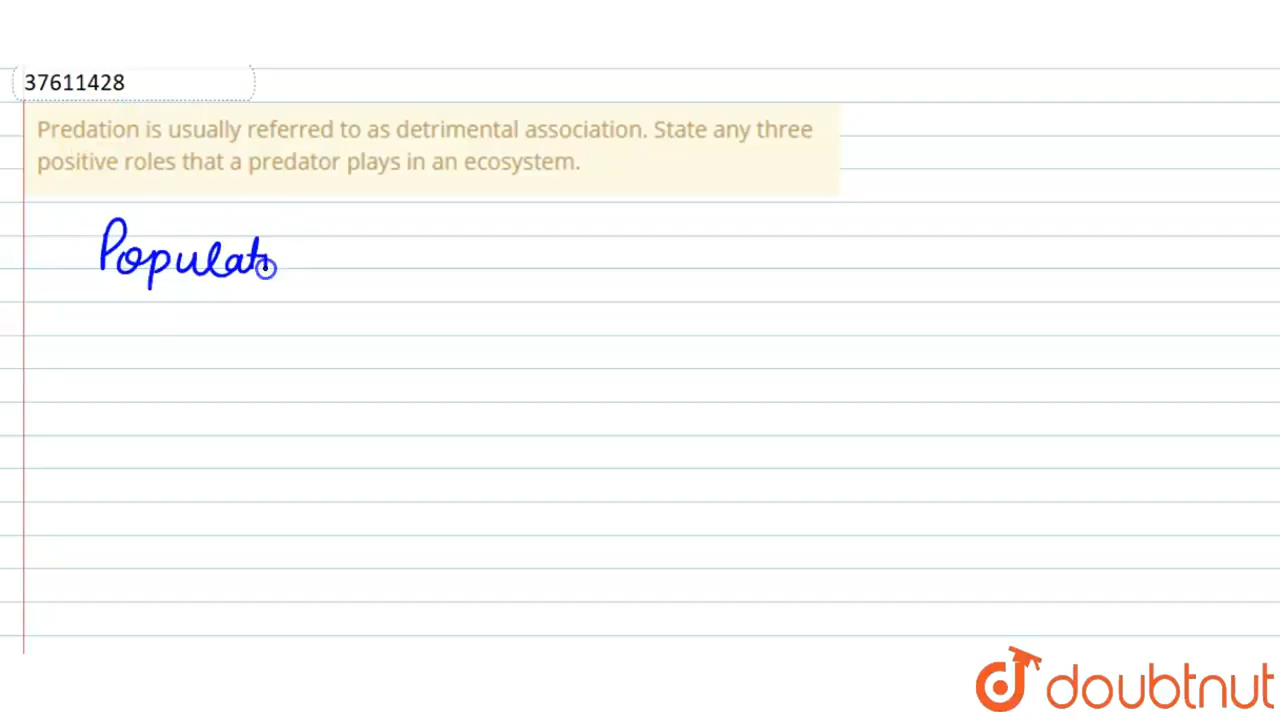 37611428
Predation is usually referred to as detrimental association. State any three
positive roles that a predator plays in an ecosystem.
Populati
doubtnut